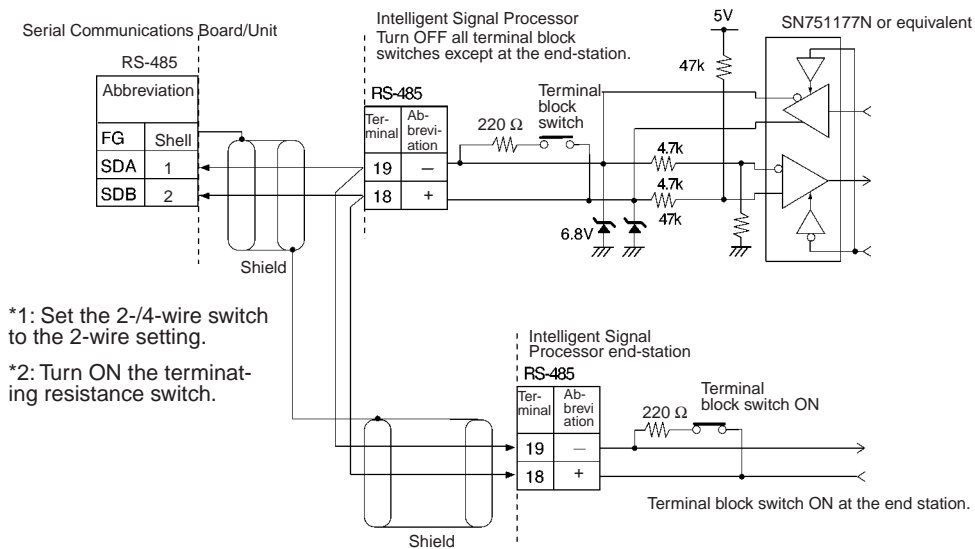 Serial Communications Board/Unit
RS-485
Abbreviation
FG Shell
SDA 1
SDB 2
Shield
Intelligent Signal Processor
Turn OFF all terminal block
switches except at the end-station.
RS-485
Ter-
minal
Ab-
brevi-
ation
19 –
18 +
220 Ω
Terminal
block
switch
5V
47k
4.7k
4.7k
47k
6.8V
SN751177N or equivalent
*1: Set the 2-/4-wire switch
to the 2-wire setting.
*2: Turn ON the terminat-
ing resistance switch.
Intelligent Signal
Processor end-station
RS-485
Ter-
minal
Ab-
brevi
ation
19 –
18 +
220 Ω
Terminal
block switch ON
Terminal block switch ON at the end station.
Shield